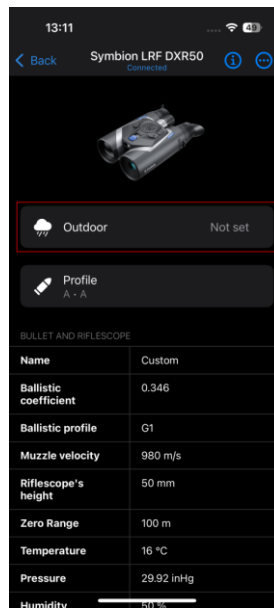 13:11
49
Back
Symbion LRF DXR50
Connected
Outdoor
Not set
Profile
A - A
BULLET AND RIFLESCOPE
Name
Custom
Ballistic
coefficient
0.346
Ballistic profile
G1
Muzzle velocity
980 m/s
Riflescope's
height
50 mm
Zero Range
100 m
Temperature
16 °C
Pressure
29.92 inHg
Humidity
50 %